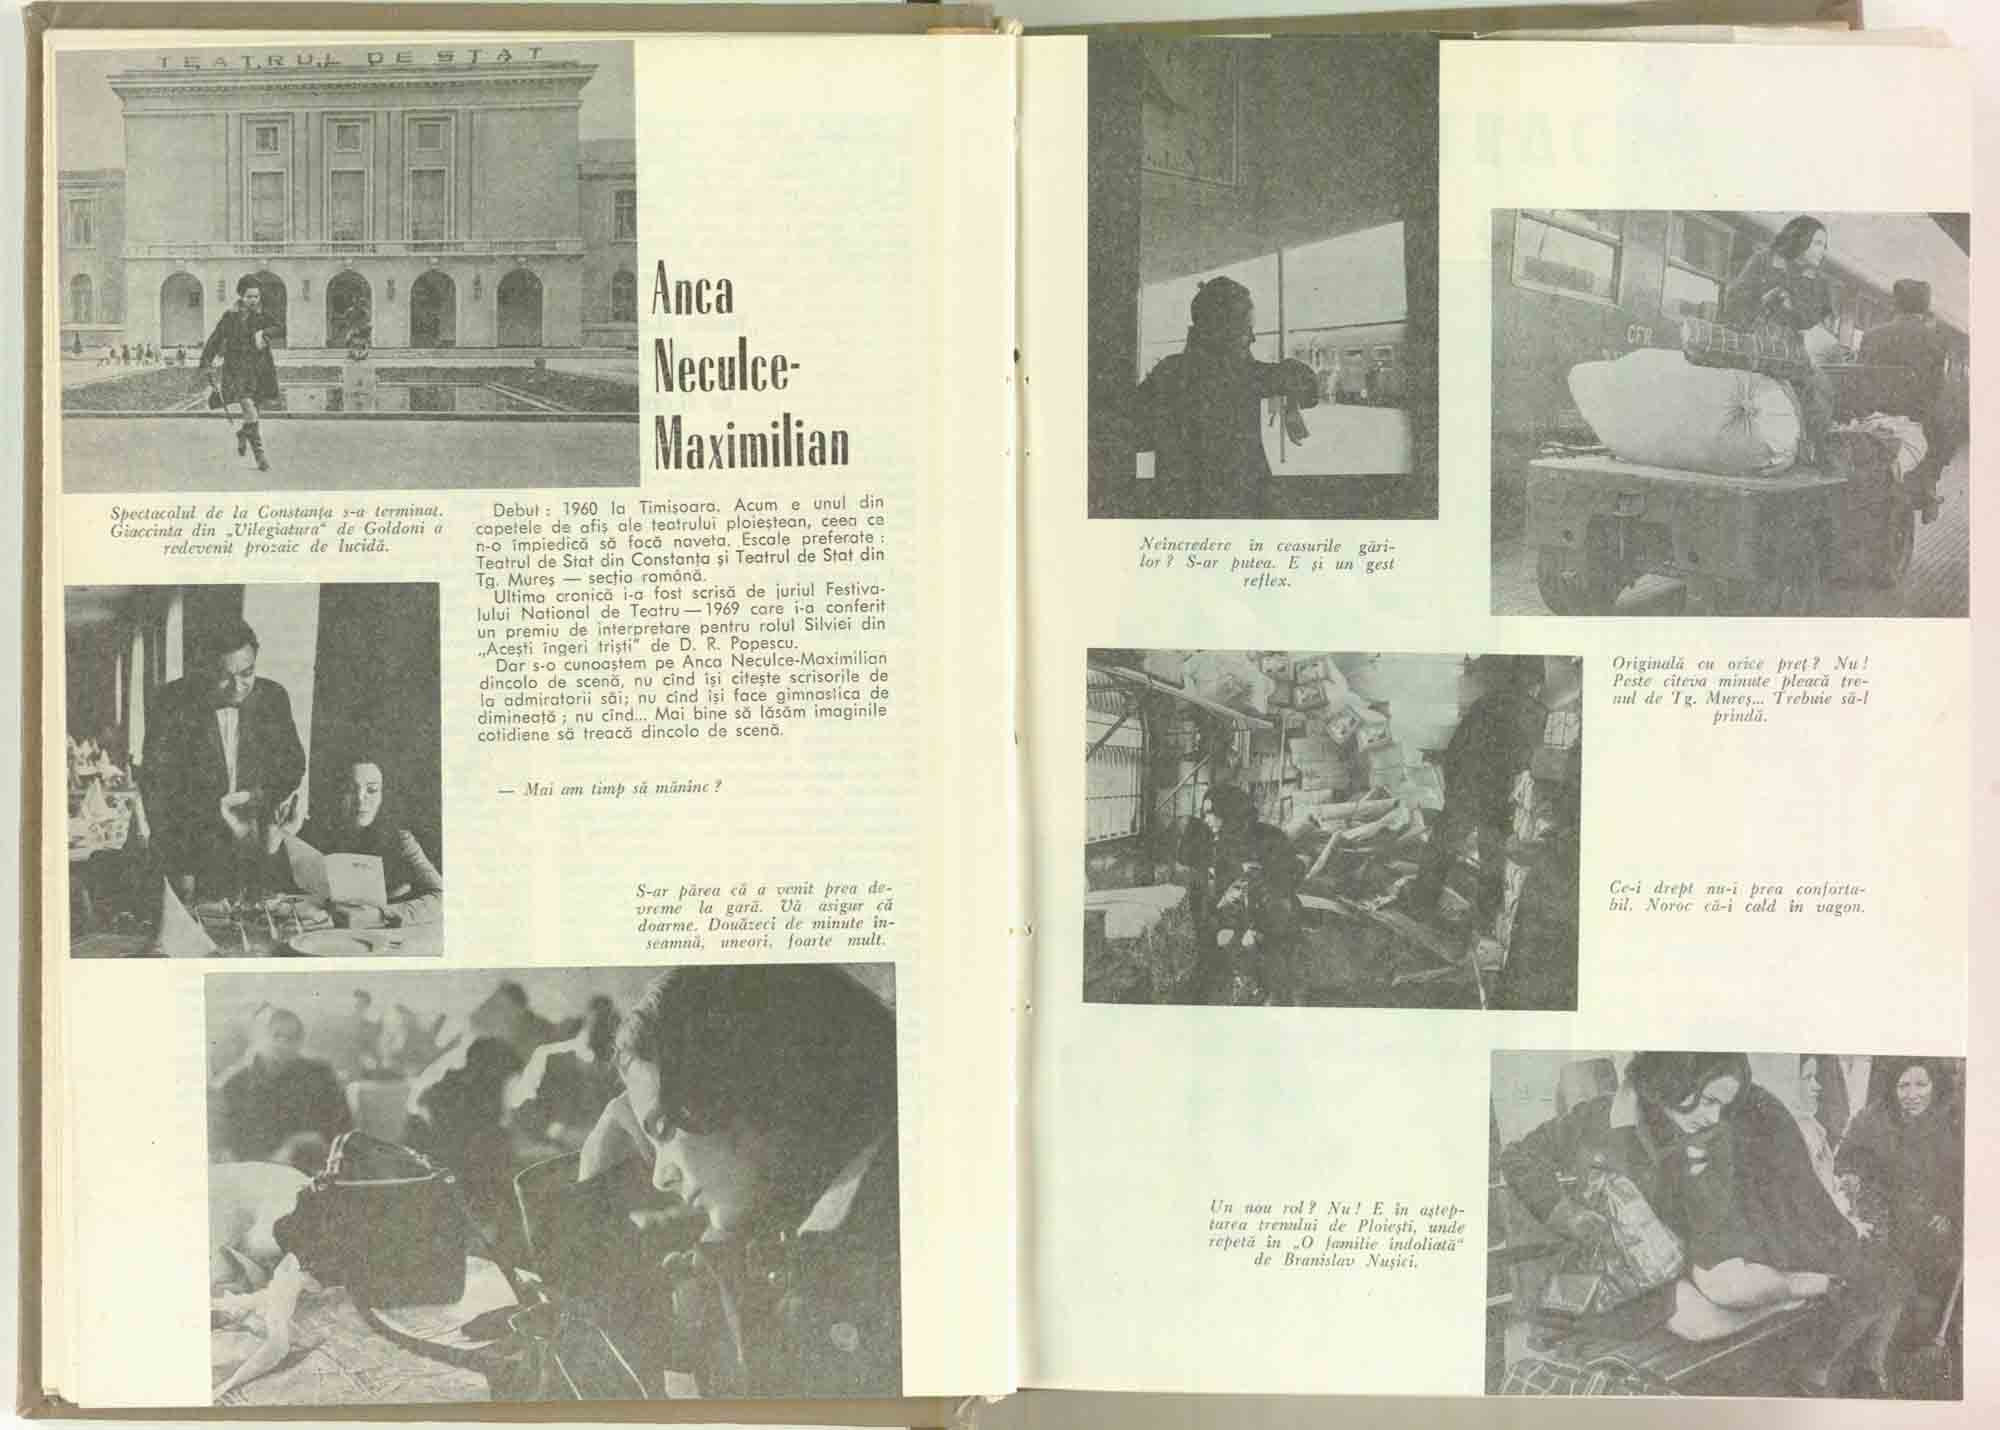 TEATRUL DE STAT
Anca
Neculce-
Maximilian
Spectacolul de la Constanța s-a terminat.
Giaccinta din „Vilegiatura“ de Goldoni a
redevenit prozaic de lucidă.
Debut : 1960 la Timișoara. Acum e unul din
capetele de afiș ale teatrului ploieștean, ceea ce
n-o împiedică să facă naveta. Escale preferate :
Teatrul de Stat din Constanța și Teatrul de Stat din
Tg. Mureș — secția română.
Ultima cronică i-a fost scrisă de juriul Festiva-
lului Național de Teatru — 1969 care i-a conferit
un premiu de interpretare pentru rolul Silviei din
„Acești îngeri triști“ de D. R. Popescu.
Dar s-o cunoaștem pe Anca Neculce-Maximilian
dincolo de scenă, nu cînd își citește scrisorile de
la admiratorii săi; nu cînd își face gimnastica de
dimineață ; nu cînd... Mai bine să lăsăm imaginile
cotidiene să treacă dincolo de scenă.
— Mai am timp să mănînc ?
S-ar părea că a venit prea de-
vreme la gară. Vă asigur că
doarme. Douăzeci de minute în-
seamnă, uneori, foarte mult.
Neîncredere în ceasurile gări-
lor ? S-ar putea. E și un gest
reflex.
CFR
Originală cu orice preț ? Nu !
Peste cîteva minute pleacă tre-
nul de Tg. Mureș... Trebuie să-l
prindă.
Ce-i drept nu-i prea conforta-
bil. Noroc că-i cald în vagon.
Un nou rol ? Nu ! E în aștep-
tarea trenului de Ploiești, unde
repetă în „O familie îndoliată“
de Branislav Nușici.